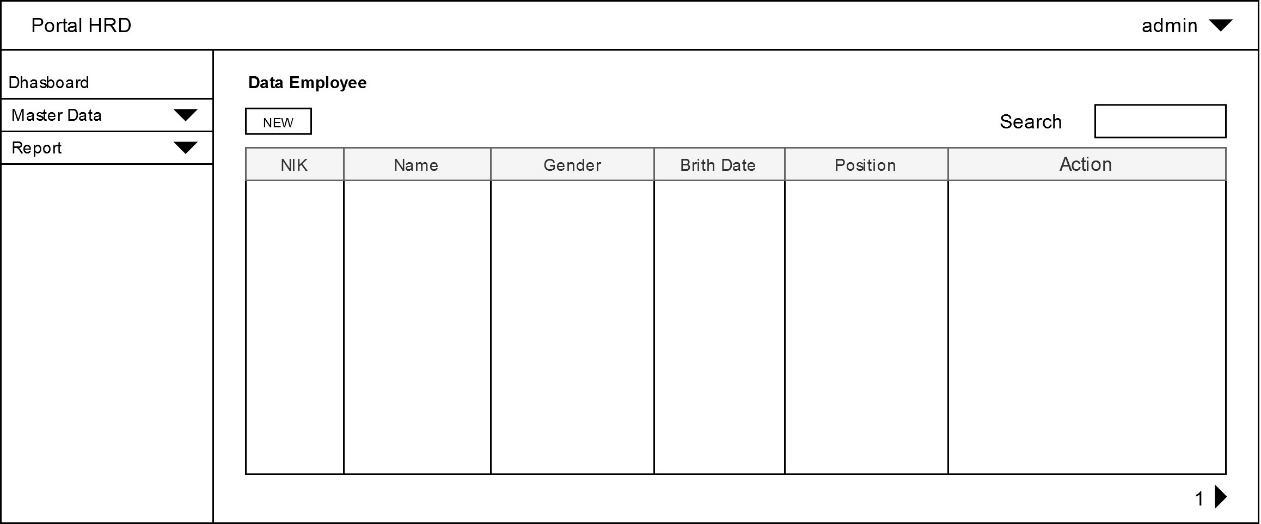 Portal HRD
admin
Dhasboard
Master Data
Report
Data Employee
NEW
Search
NIK Name Gender Brith Date Position Action
1